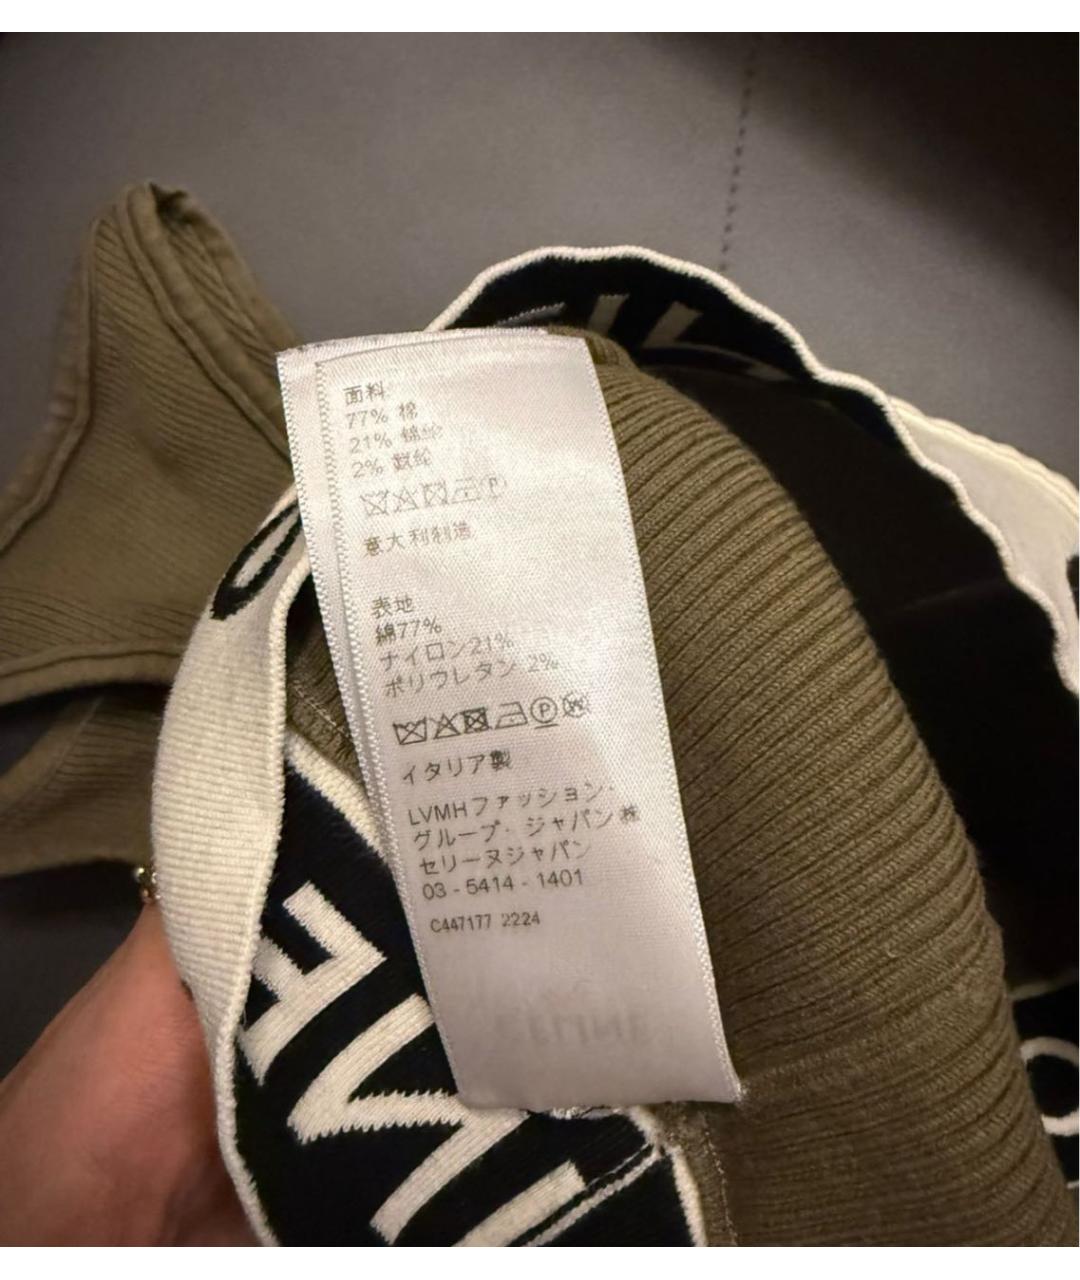 面料
77% 棉
21% 锦纶
2% 氨纶
意大利制造
表地
綿77%
ナイロン21%
ポリウレタン 2%
イタリア製
LVMHファッション・
グループ・ジャパン㈱
セリーヌジャパン
03 - 5414 - 1401
C447177 2224